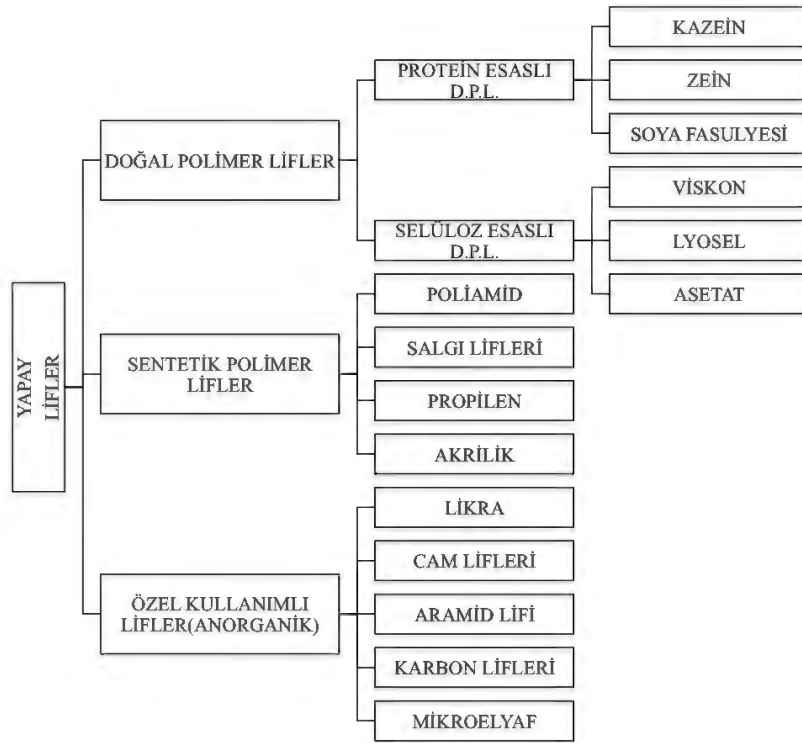 YAPAY
LİFLER
DOĞAL POLİMER LİFLER
PROTEİN ESASLI
D.P.L.
KAZEİN
ZEİN
SOYA FASULYESİ
SELÜLOZ ESASLI
D.P.L.
VİSKON
LYOSEL
ASETAT
SENTETİK POLİMER
LİFLER
POLİAMİD
SALGI LİFLERİ
PROPİLEN
AKRİLİK
ÖZEL KULLANIMLI
LİFLER(ANORGANİK)
LİKRA
CAM LİFLERİ
ARAMİD LİFİ
KARBON LİFLERİ
MİKROELYAF